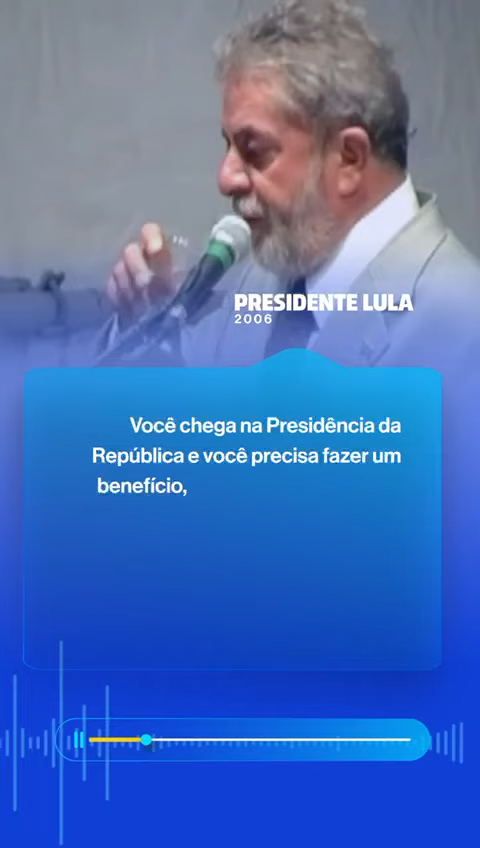 PRESIDENTE LULA
2006
Você chega na Presidência da
República e você precisa fazer um
benefício,